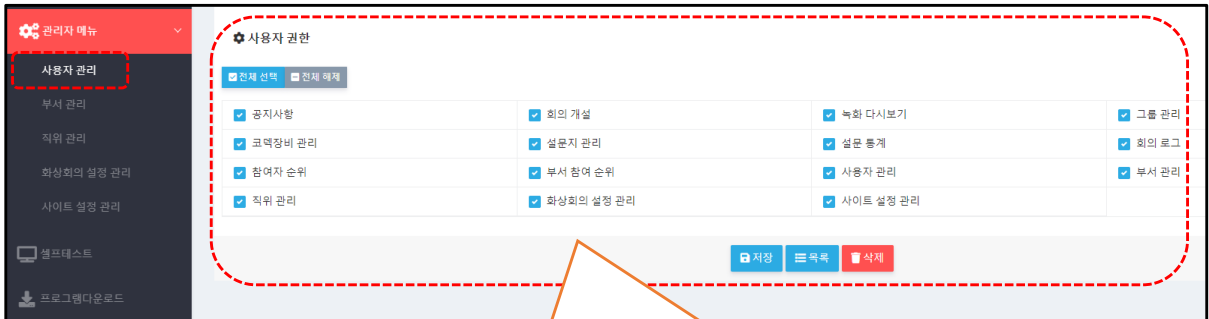 관리자 메뉴
사용자 관리
부서 관리
직위 관리
화상회의 설정 관리
사이트 설정 관리
셀프테스트
프로그램다운로드
사용자 권한
전체 선택 전체 해제
공지사항 회의 개설 녹화 다시보기 그룹 관리
코덱장비 관리 설문지 관리 설문 통계 회의 로그
참여자 순위 부서 참여 순위 사용자 관리 부서 관리
직위 관리 화상회의 설정 관리 사이트 설정 관리
저장 목록 삭제